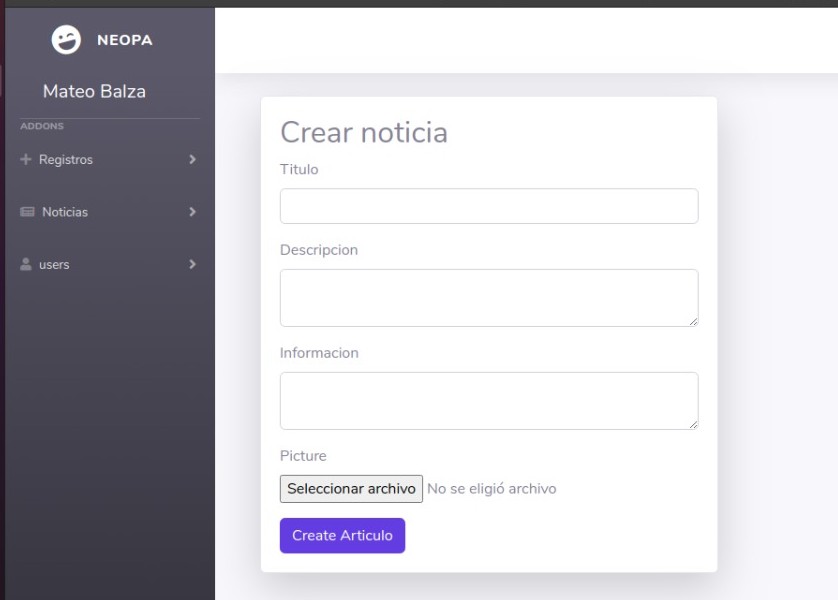 NEOPA
Mateo Balza
ADDONS
Registros
Noticias
users
Crear noticia
Titulo
Descripcion
Informacion
Picture
Seleccionar archivo No se eligió archivo
Create Articulo